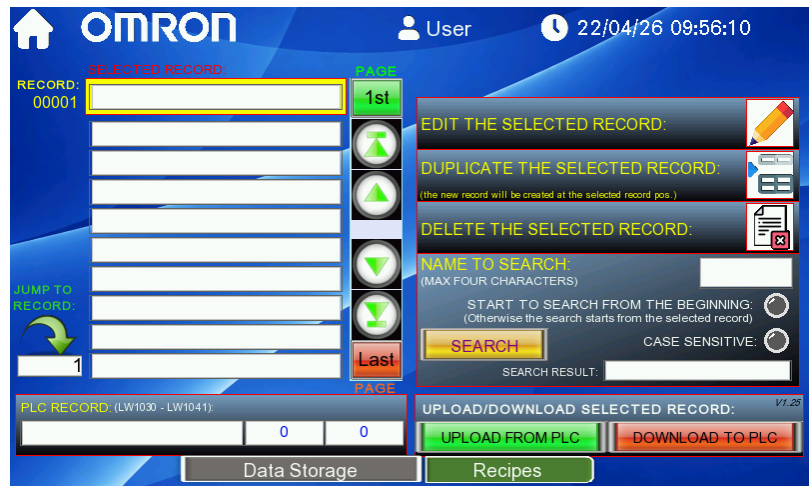 OMRON
User
22/04/26 09:56:10
SELECTED RECORD:
PAGE
RECORD:
00001
1st
EDIT THE SELECTED RECORD:
DUPLICATE THE SELECTED RECORD:
(the new record will be created at the selected record pos.)
DELETE THE SELECTED RECORD:
NAME TO SEARCH:
(MAX FOUR CHARACTERS)
JUMP TO
RECORD:
START TO SEARCH FROM THE BEGINNING:
(Otherwise the search starts from the selected record)
SEARCH
CASE SENSITIVE:
1
Last
SEARCH RESULT:
PAGE
PLC RECORD: (LW1030 - LW1041):
0
0
UPLOAD/DOWNLOAD SELECTED RECORD:
V1.25
UPLOAD FROM PLC
DOWNLOAD TO PLC
Data Storage
Recipes